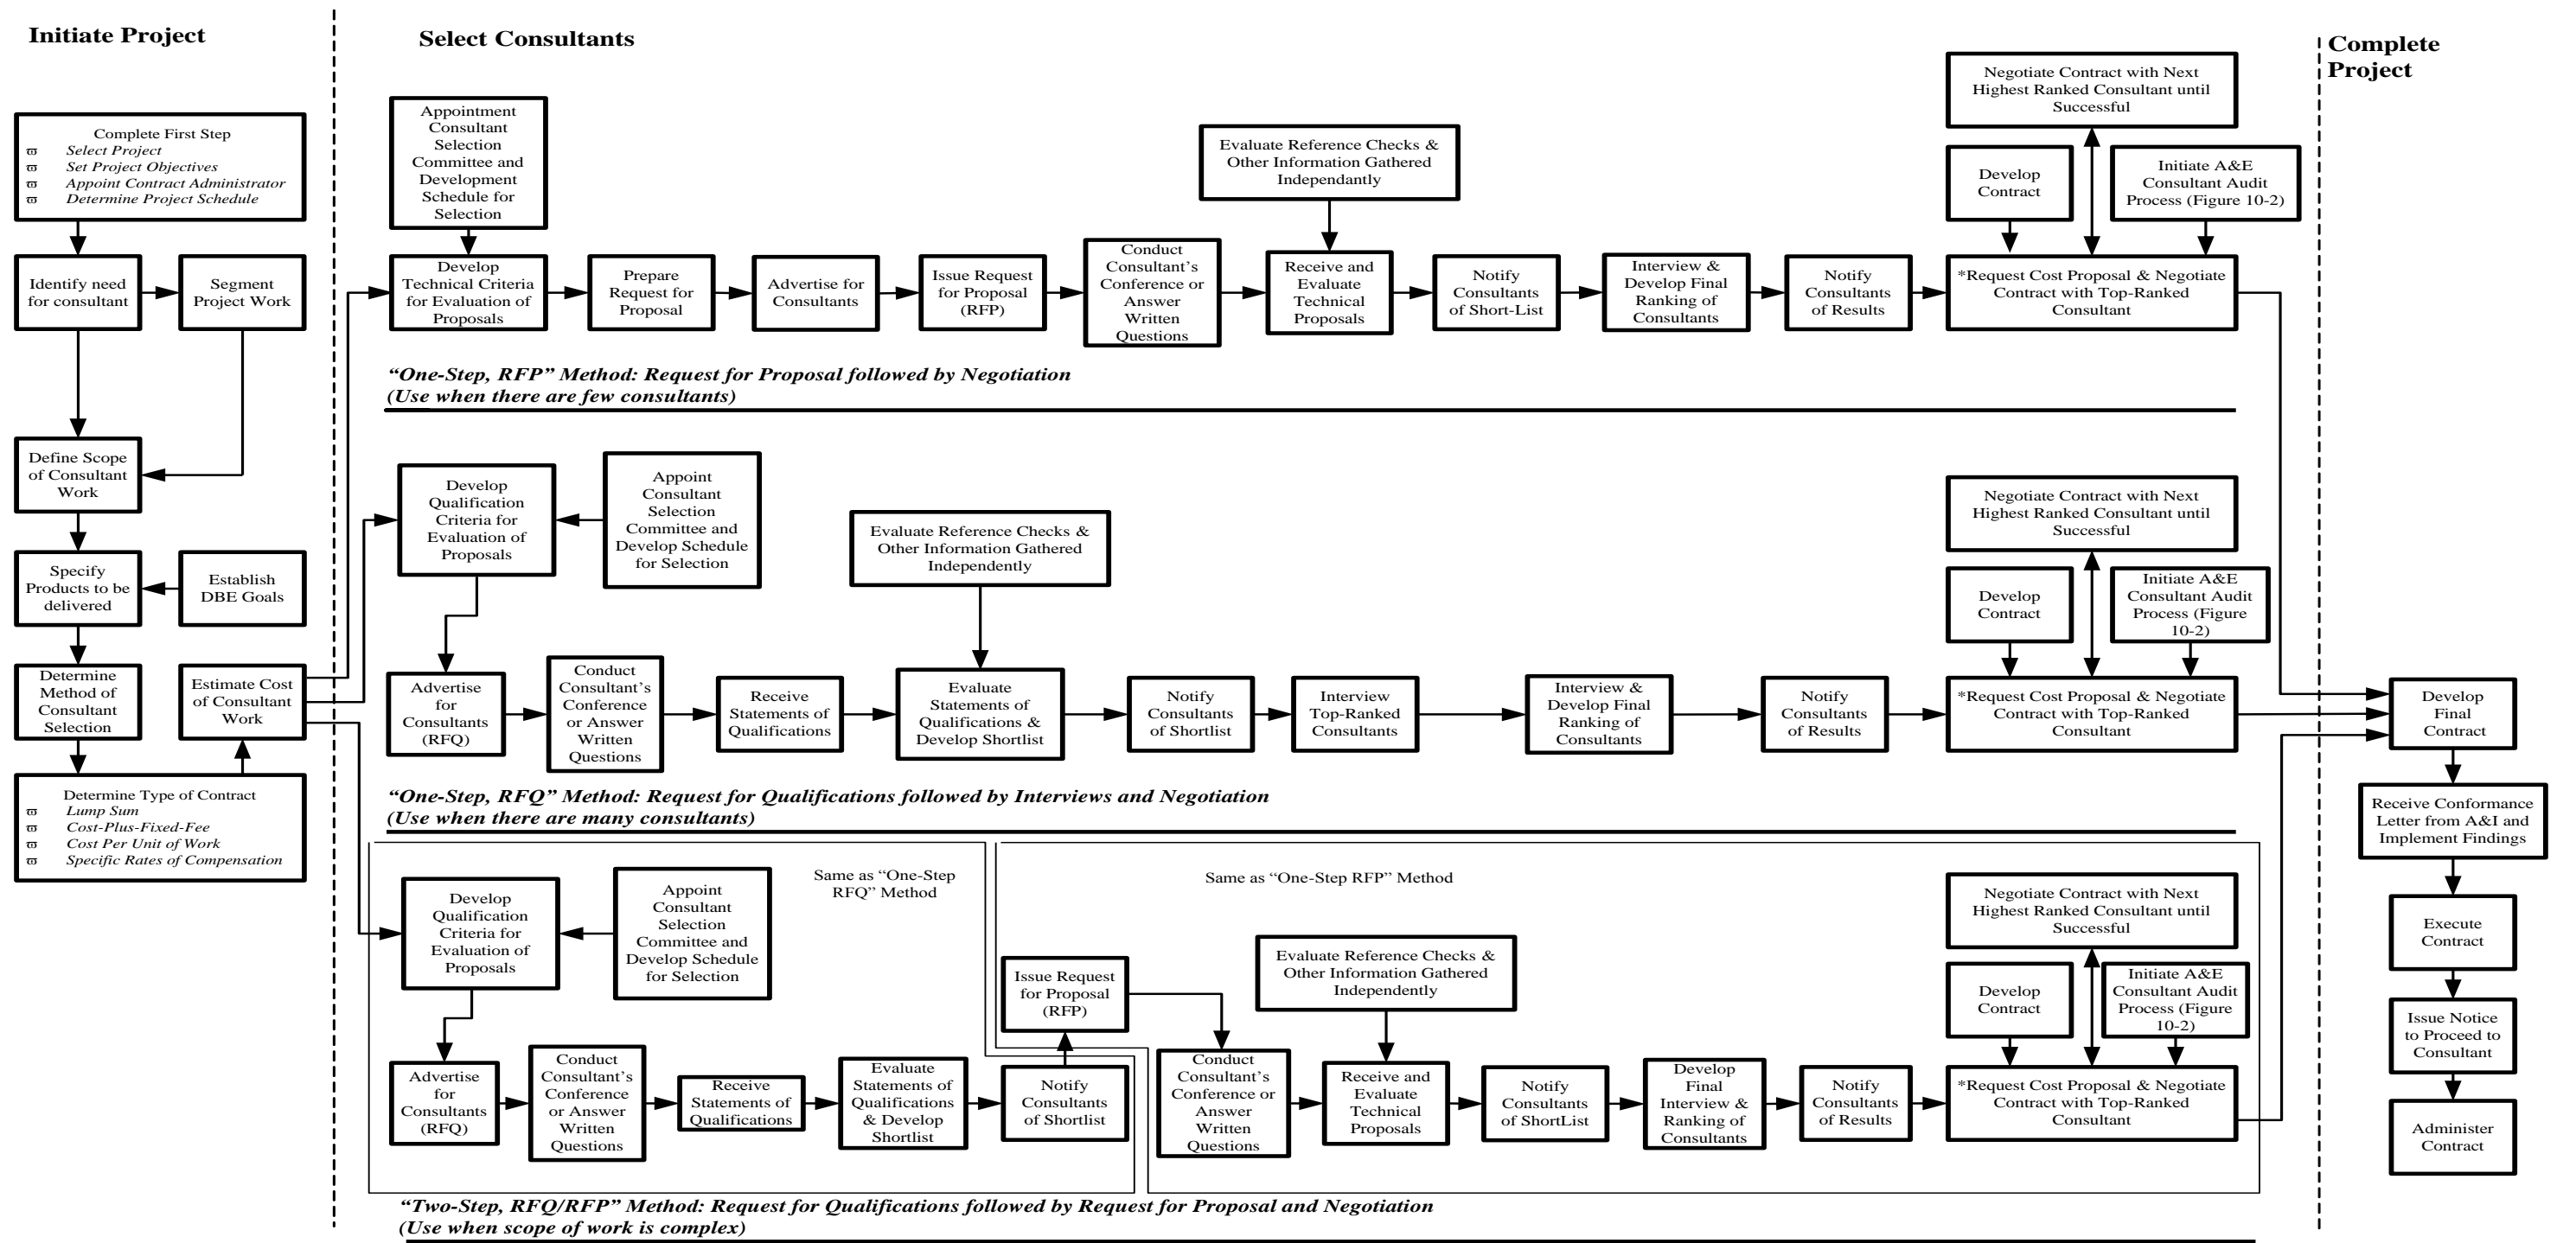 Initiate Project
Complete First Step
ϖ Select Project
ϖ Set Project Objectives
ϖ Appoint Contract Administrator
ϖ Determine Project Schedule
Identify need
for consultant
Segment
Project Work
Define Scope
of Consultant
Work
Specify
Products to be
delivered
Establish
DBE Goals
Determine
Method of
Consultant
Selection
Estimate Cost
of Consultant
Work
Determine Type of Contract
ϖ Lump Sum
ϖ Cost-Plus-Fixed-Fee
ϖ Cost Per Unit of Work
ϖ Specific Rates of Compensation
Select Consultants
Appointment
Consultant
Selection
Committee and
Development
Schedule for
Selection
Develop
Technical Criteria
for Evaluation of
Proposals
Prepare
Request for
Proposal
Advertise for
Consultants
Issue Request
for Proposal
(RFP)
Conduct
Consultant’s
Conference or
Answer
Written
Questions
Evaluate Reference Checks &
Other Information Gathered
Independantly
Receive and
Evaluate
Technical
Proposals
Notify
Consultants
of Short-List
Interview &
Develop Final
Ranking of
Consultants
Notify
Consultants
of Results
Negotiate Contract with Next
Highest Ranked Consultant until
Successful
Develop
Contract
Initiate A&E
Consultant Audit
Process (Figure 10-2)
*Request Cost Proposal & Negotiate
Contract with Top-Ranked
Consultant
“One-Step, RFP” Method: Request for Proposal followed by Negotiation
(Use when there are few consultants)
Develop
Qualification
Criteria for
Evaluation of
Proposals
Appoint
Consultant
Selection
Committee and
Develop Schedule
for Selection
Advertise
for
Consultants
(RFQ)
Conduct
Consultant’s
Conference
or Answer
Written
Questions
Receive
Statements of
Qualifications
Evaluate Reference Checks &
Other Information Gathered
Independently
Evaluate
Statements of
Qualifications &
Develop Shortlist
Notify
Consultants
of Shortlist
Interview
Top-Ranked
Consultants
Interview &
Develop Final
Ranking of
Consultants
Notify
Consultants
of Results
Negotiate Contract with Next
Highest Ranked Consultant until
Successful
Develop
Contract
Initiate A&E
Consultant Audit
Process (Figure
10-2)
*Request Cost Proposal & Negotiate
Contract with Top-Ranked
Consultant
“One-Step, RFQ” Method: Request for Qualifications followed by Interviews and Negotiation
(Use when there are many consultants)
Same as “One-Step
RFQ” Method
Develop
Qualification
Criteria for
Evaluation of
Proposals
Appoint
Consultant
Selection
Committee and
Develop Schedule
for Selection
Advertise
for
Consultants
(RFQ)
Conduct
Consultant’s
Conference
or Answer
Written
Questions
Receive
Statements of
Qualifications
Evaluate
Statements of
Qualifications
& Develop
Shortlist
Notify
Consultants
of Shortlist
Same as “One-Step RFP” Method
Issue Request
for Proposal
(RFP)
Conduct
Consultant’s
Conference or
Answer
Written
Questions
Evaluate Reference Checks &
Other Information Gathered
Independently
Receive and
Evaluate
Technical
Proposals
Notify
Consultants
of ShortList
Develop
Final
Interview &
Ranking of
Consultants
Notify
Consultants
of Results
Negotiate Contract with Next
Highest Ranked Consultant until
Successful
Develop
Contract
Initiate A&E
Consultant Audit
Process (Figure
10-2)
*Request Cost Proposal & Negotiate
Contract with Top-Ranked
Consultant
“Two-Step, RFQ/RFP” Method: Request for Qualifications followed by Request for Proposal and Negotiation
(Use when scope of work is complex)
Complete
Project
Develop
Final
Contract
Receive Conformance
Letter from A&I and
Implement Findings
Execute
Contract
Issue Notice
to Proceed to
Consultant
Administer
Contract